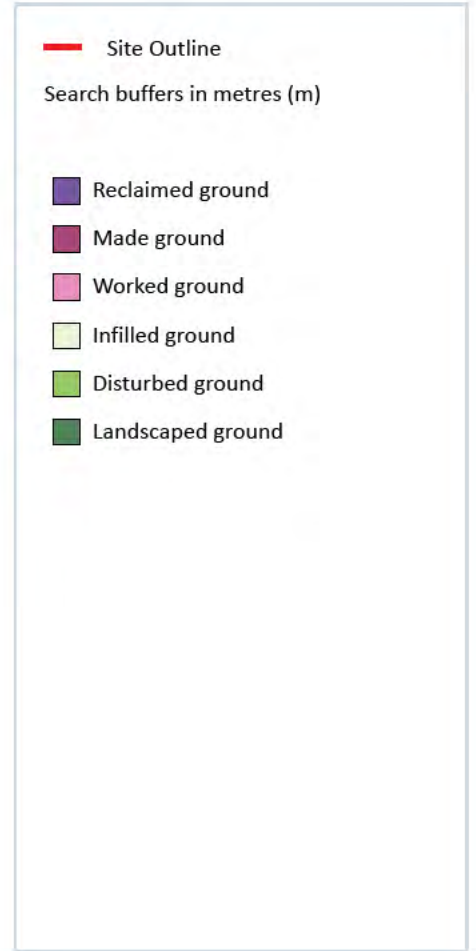 Site Outline
Search buffers in metres (m)
Reclaimed ground
Made ground
Worked ground
Infilled ground
Disturbed ground
Landscaped ground